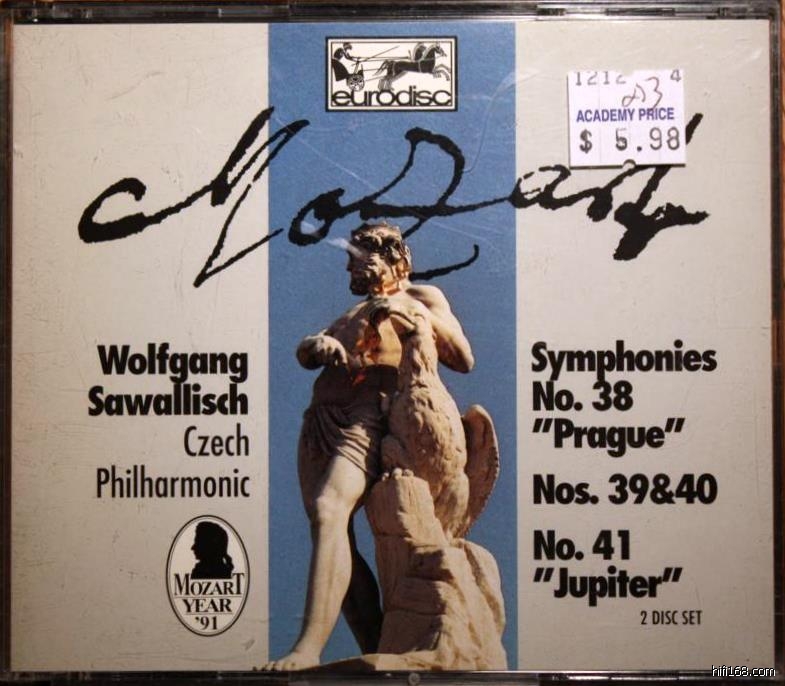 eurodisc
1212 4
ACADEMY PRICE
$ 5.98
Mozart
Wolfgang
Sawallisch
Czech
Philharmonic
MOZART
YEAR
'91
Symphonies
No. 38
"Prague"
Nos. 39&40
No. 41
"Jupiter"
2 DISC SET
hifi168.com